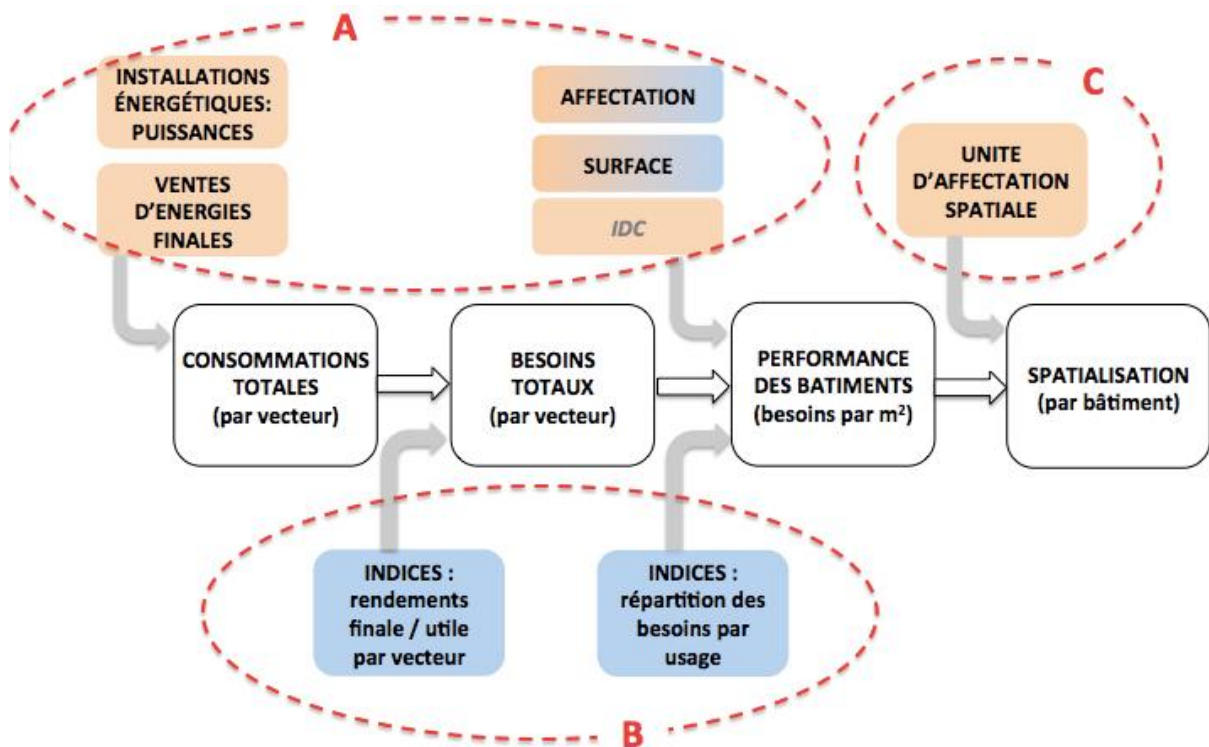 A
INSTALLATIONS
ÉNERGÉTIQUES:
PUISSANCES
VENTES
D’ENERGIES
FINALES
AFFECTATION
SURFACE
IDC
C
UNITE
D’AFFECTATION
SPATIALE
CONSOMMATIONS
TOTALES
(par vecteur)
BESOINS
TOTAUX
(par vecteur)
PERFORMANCE
DES BATIMENTS
(besoins par m²)
SPATIALISATION
(par bâtiment)
INDICES :
rendements
finale / utile
par vecteur
INDICES :
répartition des
besoins par
usage
B